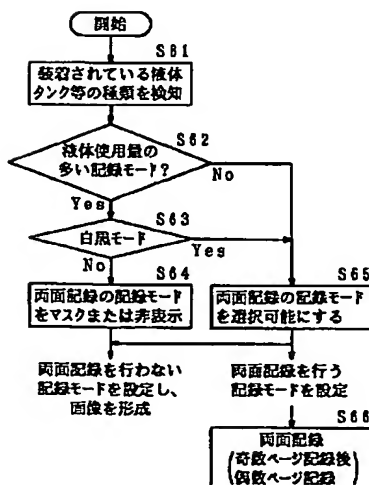 開始
S61
装着されている液体
タンク等の種類を検知
S62
液体使用量の
多い記録モード?
No
Yes
S63
白黒モード
Yes
No
S64
両面記録の記録モード
をマスクまたは非表示
S65
両面記録の記録モード
を選択可能にする
両面記録を行わない
記録モードを設定し、
画像を形成
両面記録を行う
記録モードを設定
S66
両面記録
(奇数ページ記録後
偶数ページ記録